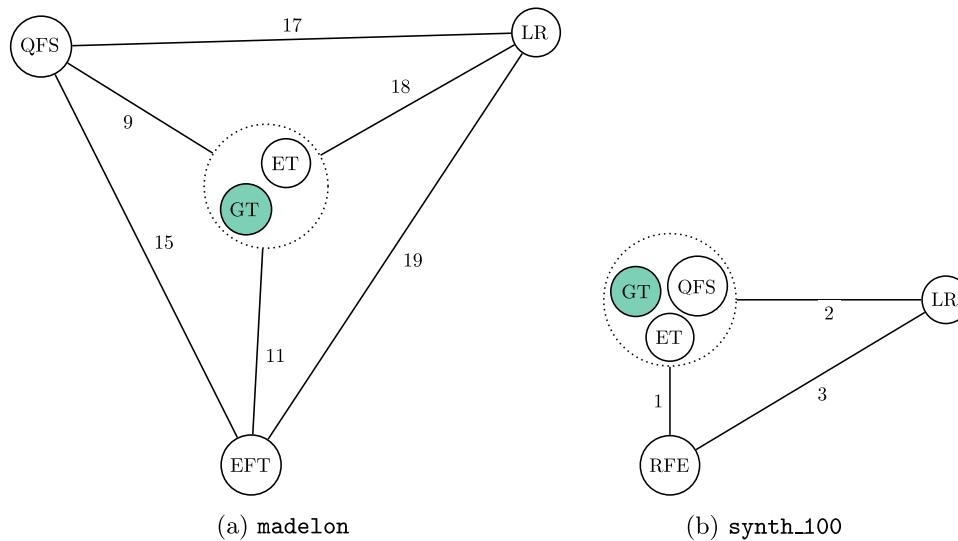 17
QFS
LR
18
9
ET
GT
15
19
11
EFT
(a) madelon
GT
QFS
ET
LR
2
1
3
RFE
(b) synth_100